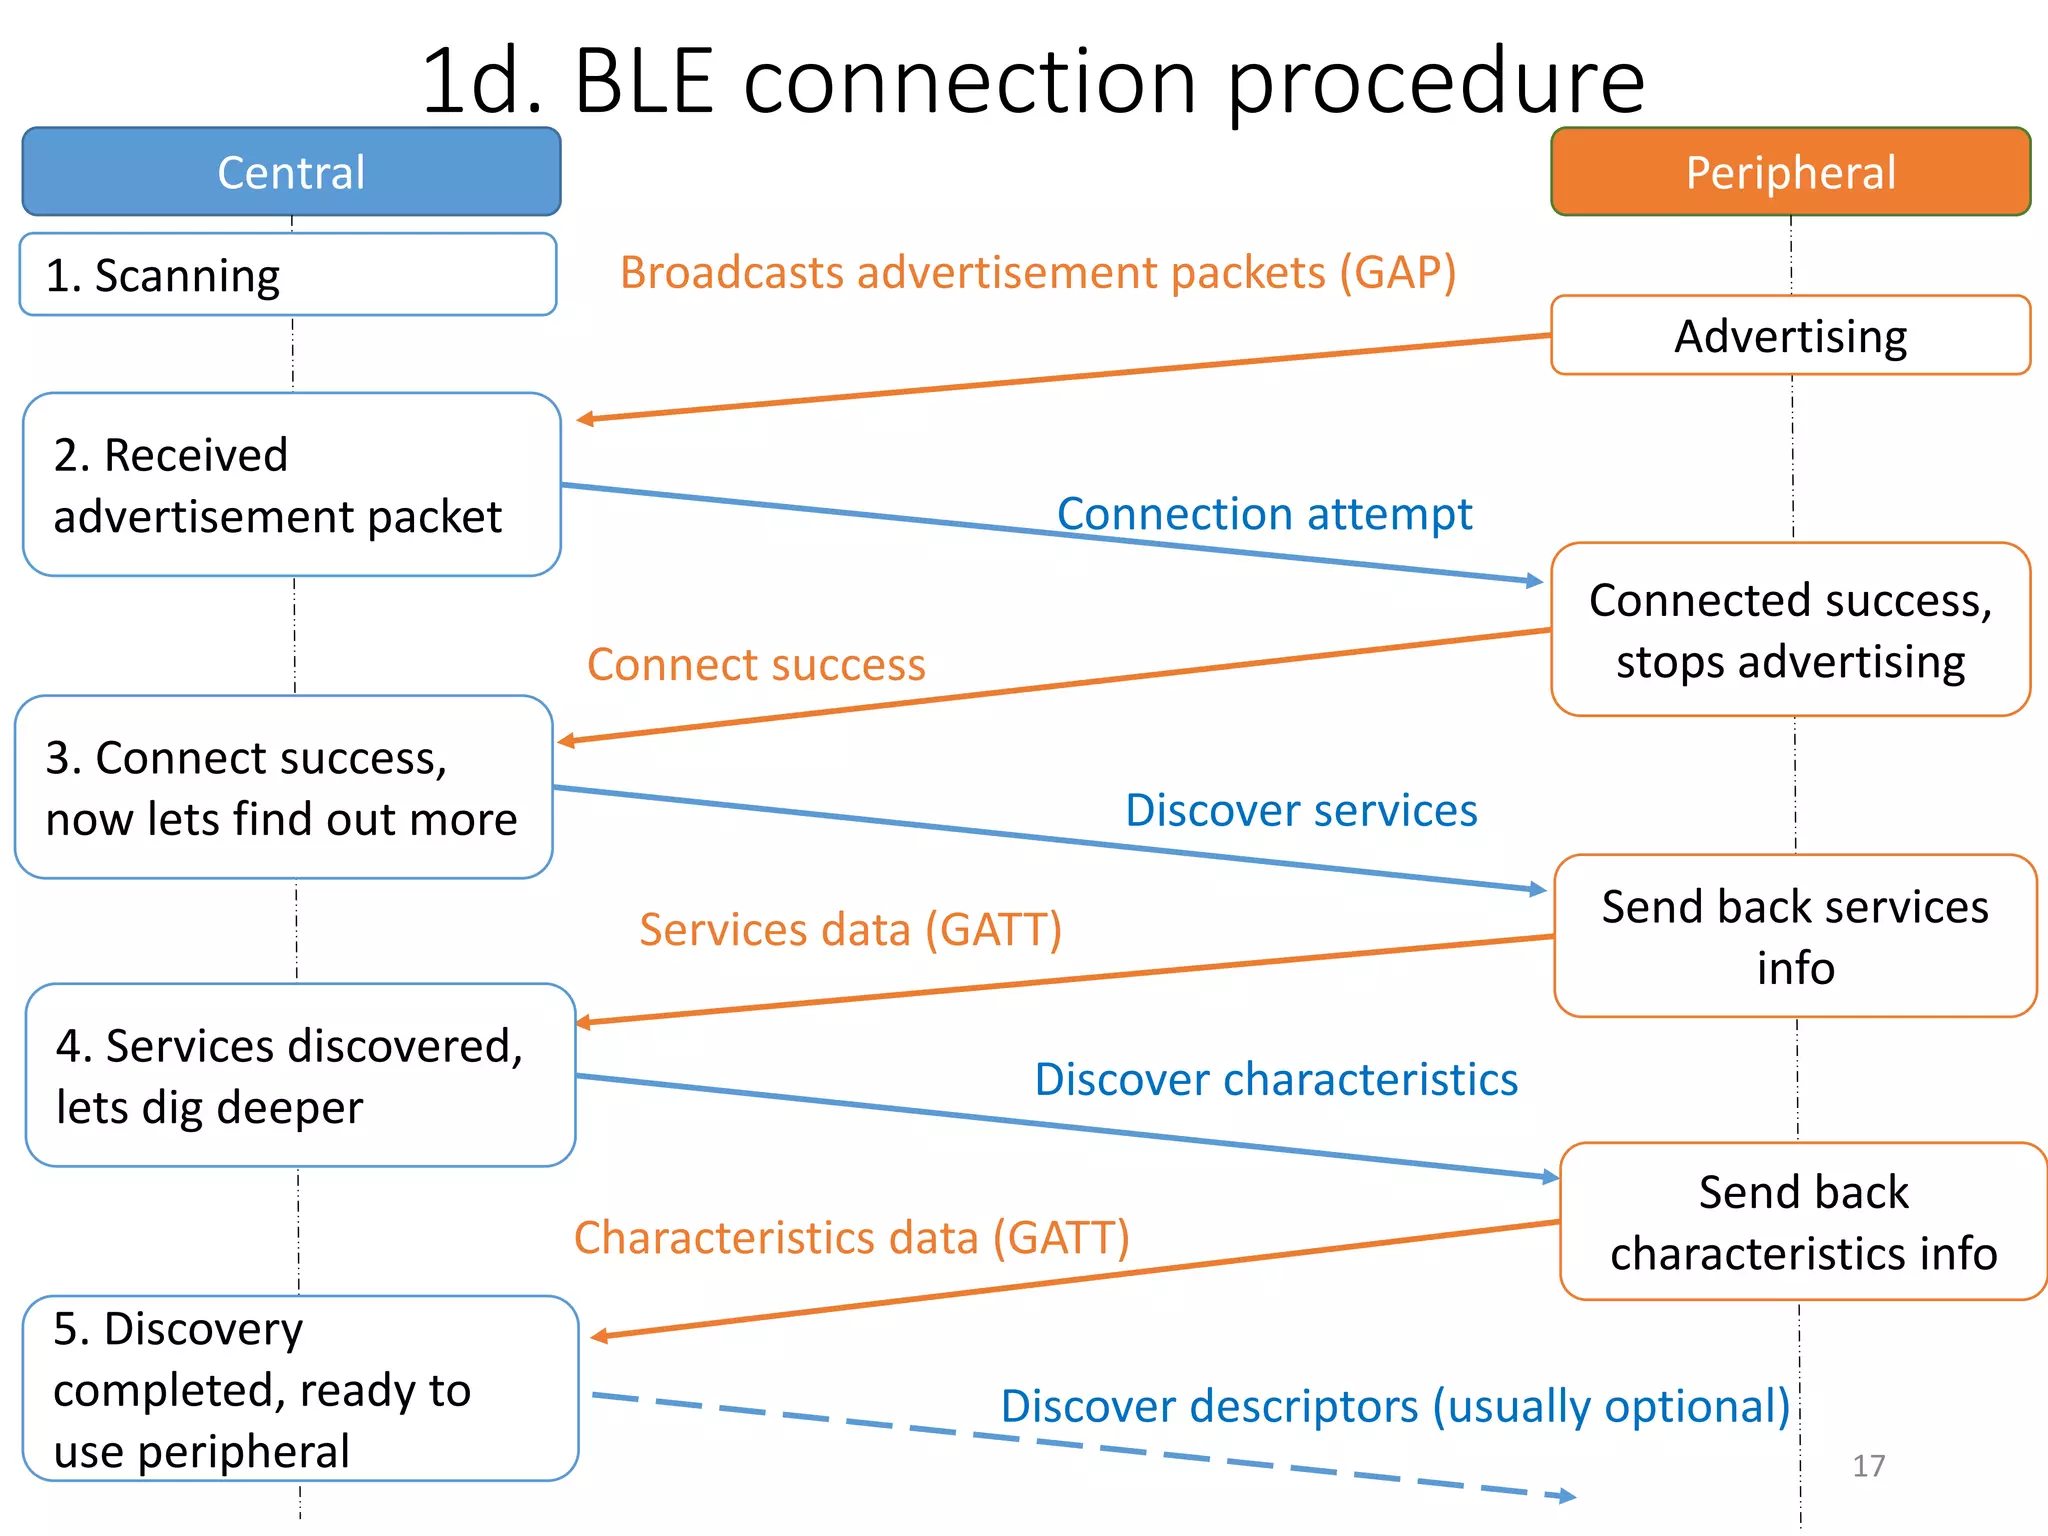 1d. BLE connection procedure
Central
Peripheral
1. Scanning
Broadcasts advertisement packets (GAP)
Advertising
2. Received
advertisement packet
Connection attempt
Connected success,
stops advertising
Connect success
3. Connect success,
now lets find out more
Discover services
Send back services
info
Services data (GATT)
4. Services discovered,
lets dig deeper
Discover characteristics
Send back
characteristics info
Characteristics data (GATT)
5. Discovery
completed, ready to
use peripheral
Discover descriptors (usually optional)
17